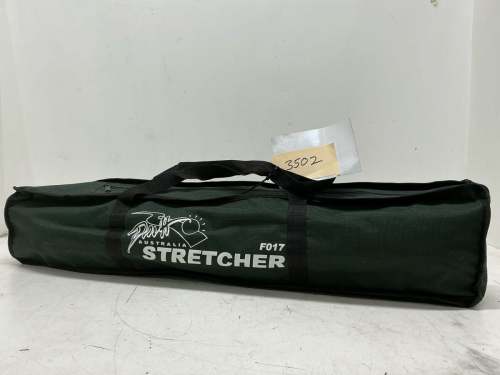 3502
AUSTRALIA
F017
STRETCHER